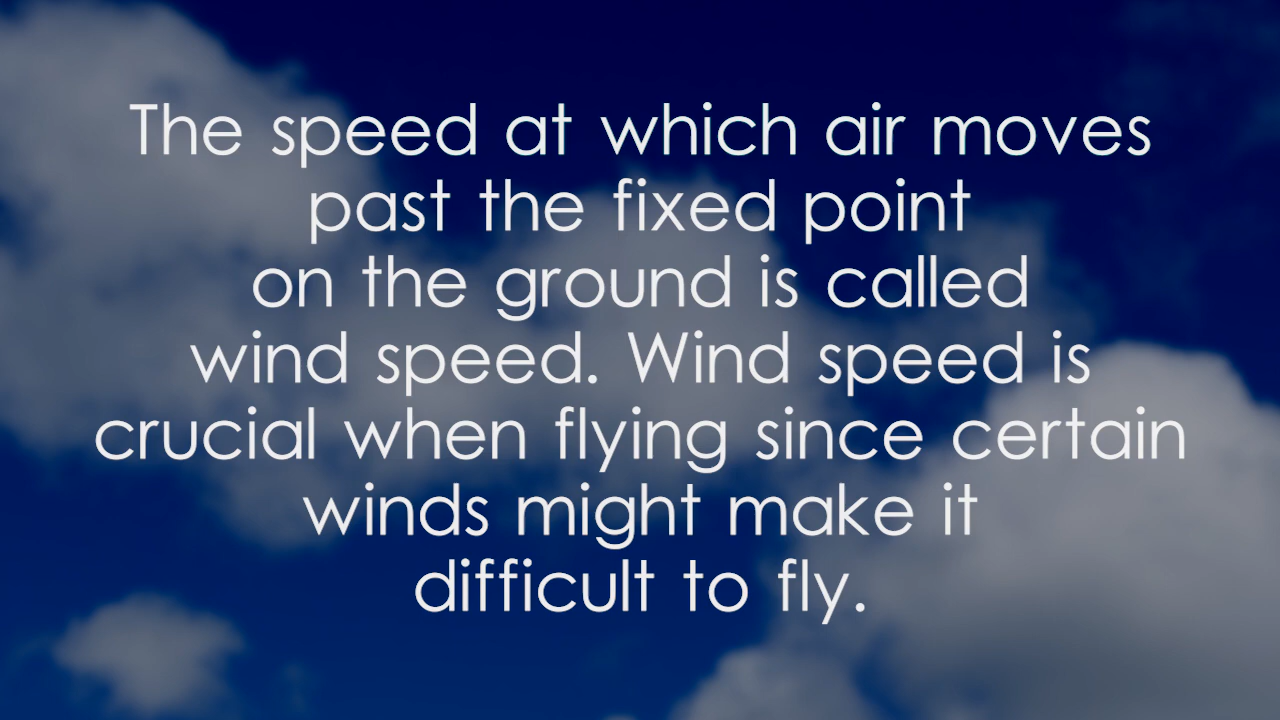 The speed at which air moves
past the fixed point
on the ground is called
wind speed. Wind speed is
crucial when flying since certain
winds might make it
difficult to fly.